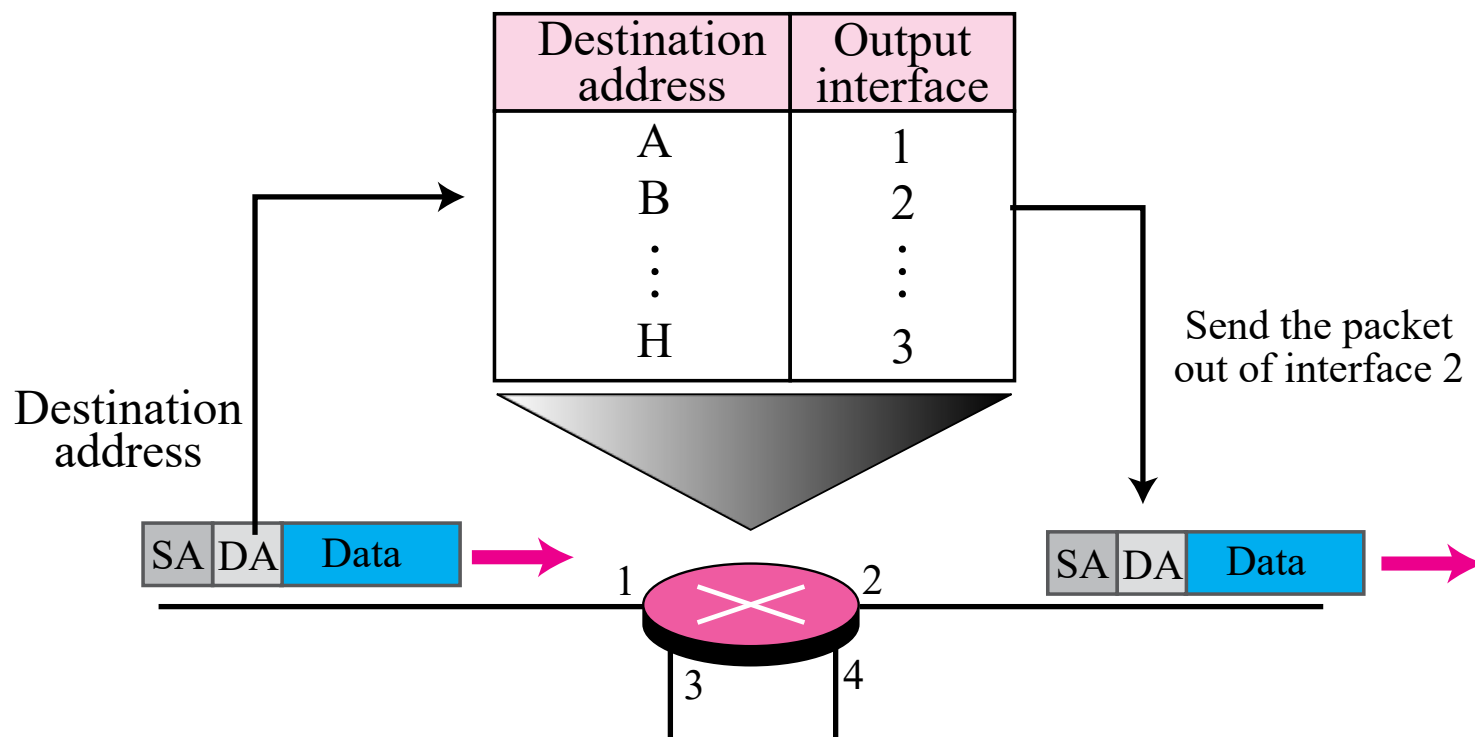 Destination address
Output interface
A 1
B 2
⋮ ⋮
H 3
Destination
address
Send the packet
out of interface 2
SA DA Data
SA DA Data
1
2
3
4